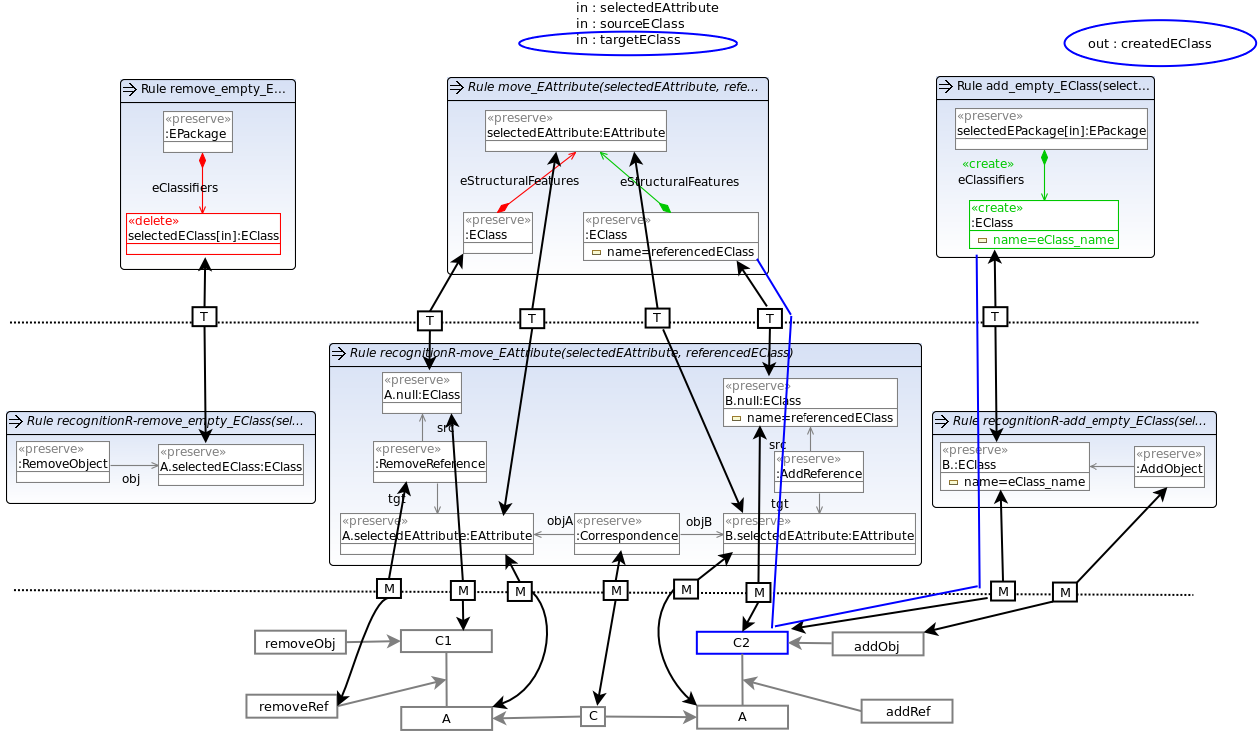 in : selectedEAttribute
in : sourceEClass
in : targetEClass
out : createdEClass
Rule remove_empty_E...
«preserve»
:EPackage
eClassifiers
«delete»
selectedEClass[in]:EClass
Rule move_EAttribute(selectedEAttribute, refe...
«preserve»
selectedEAttribute:EAttribute
eStructuralFeatures
eStructuralFeatures
«preserve»
:EClass
«preserve»
:EClass
name=referencedEClass
Rule add_empty_EClass(select...
«preserve»
selectedEPackage[in]:EPackage
«create»
eClassifiers
«create»
:EClass
name=eClass_name
T
T
T
T
T
T
Rule recognitionR-remove_empty_EClass(sel...
«preserve»
:RemoveObject
obj
«preserve»
A.selectedEClass:EClass
Rule recognitionR-move_EAttribute(selectedEAttribute, referencedEClass)
«preserve»
A.null:EClass
src
«preserve»
:RemoveReference
tgt
«preserve»
A.selectedEAttribute:EAttribute
objA
«preserve»
:Correspondence
objB
«preserve»
B.null:EClass
name=referencedEClass
src
«preserve»
:AddReference
tgt
«preserve»
B.selectedEAttribute:EAttribute
Rule recognitionR-add_empty_EClass(sel...
«preserve»
B.:EClass
name=eClass_name
«preserve»
:AddObject
M
M
M
M
M
M
M
M
removeObj
C1
C2
addObj
removeRef
A
C
A
addRef